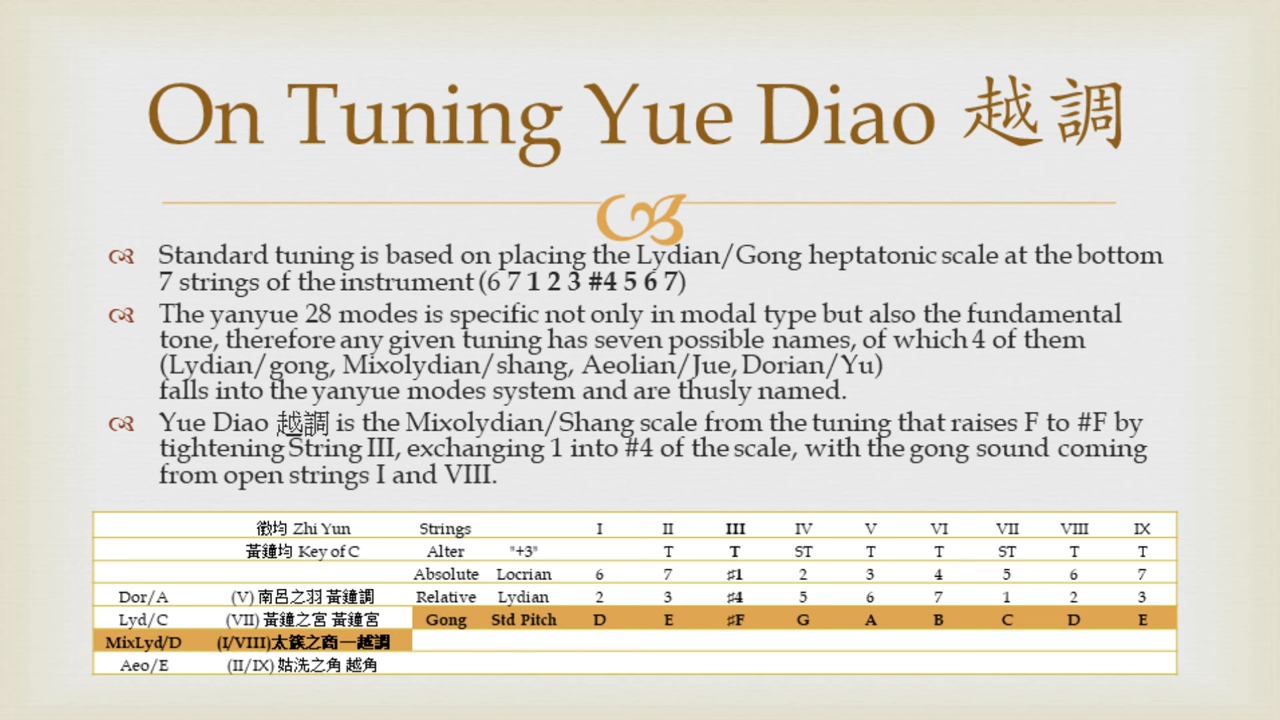 On Tuning Yue Diao 越調
Standard tuning is based on placing the Lydian/Gong heptatonic scale at the bottom
7 strings of the instrument (6 7 1 2 3 #4 5 6 7)
The yanyue 28 modes is specific not only in modal type but also the fundamental
tone, therefore any given tuning has seven possible names, of which 4 of them
(Lydian/gong, Mixolydian/shang, Aeolian/Jue, Dorian/Yu)
falls into the yanyue modes system and are thusly named.
Yue Diao 越調 is the Mixolydian/Shang scale from the tuning that raises F to #F by
tightening String III, exchanging 1 into #4 of the scale, with the gong sound coming
from open strings I and VIII.
徵均 Zhi Yun Strings I II III IV V VI VII VIII IX
黃鐘均 Key of C Alter "+3" T T ST T T ST T T
Absolute Locrian 6 7 ♯1 2 3 4 5 6 7
Dor/A (V) 南呂之羽 黃鐘調 Relative Lydian 2 3 ♯4 5 6 7 1 2 3
Lyd/C (VII) 黃鐘之宮 黃鐘宮 Gong Std Pitch D E ♯F G A B C D E
MixLyd/D (I/VIII)太簇之商—越調
Aeo/E (II/IX) 姑洗之角 越角